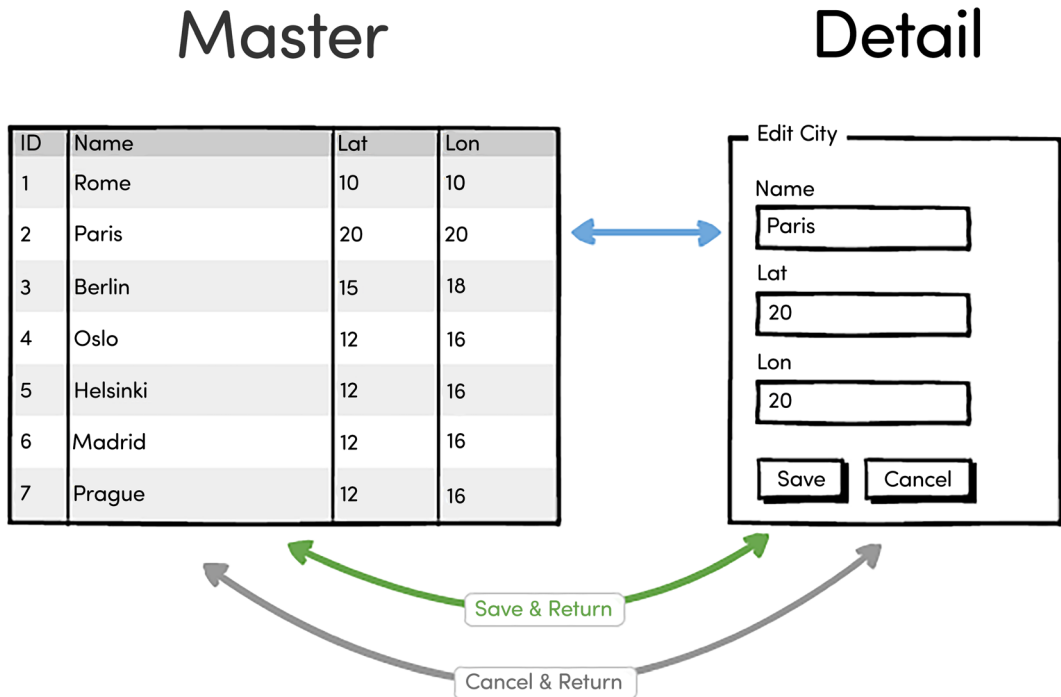 Master
Detail
ID Name Lat Lon
1 Rome 10 10
2 Paris 20 20
3 Berlin 15 18
4 Oslo 12 16
5 Helsinki 12 16
6 Madrid 12 16
7 Prague 12 16
Edit City
Name
Paris
Lat
20
Lon
20
Save Cancel
Save & Return
Cancel & Return